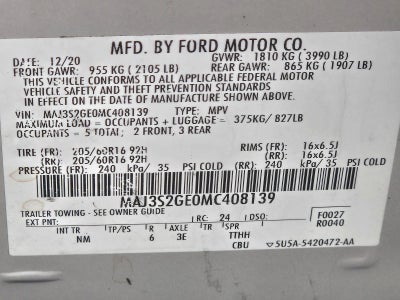 MFD. BY FORD MOTOR CO.
DATE: 12/20 GVWR: 1810 KG ( 3990 LB)
FRONT GAWR: 955 KG ( 2105 LB) REAR GAWR: 865 KG ( 1907 LB)
THIS VEHICLE CONFORMS TO ALL APPLICABLE FEDERAL MOTOR
VEHICLE SAFETY AND THEFT PREVENTION STANDARDS IN
EFFECT ON THE DATE OF MANUFACTURE SHOWN ABOVE.
VIN: MAJ3S2GE0MC408139 TYPE: MPV
MAXIMUM LOAD = OCCUPANTS + LUGGAGE = 375KG/827LB
OCCUPANTS = 5 TOTAL; 2 FRONT, 3 REAR
TIRE (FR): 205/60R16 92H RIMS (FR): 16x6.5J
(RR): 205/60R16 92H (RR): 16x6.5J
PRESSURE (FR): 240 kPa/ 35 PSI COLD (RR): 240 kPa/ 35 PSI COLD
MAJ3S2GE0MC408139
TRAILER TOWING - SEE OWNER GUIDE
EXT PNT: RC: 24 DSO: F0027
R0040
INT TR TP/PS R AXLE TR SPR
NM 6 3E TTHH
CBU 5U5A-5420472-AA